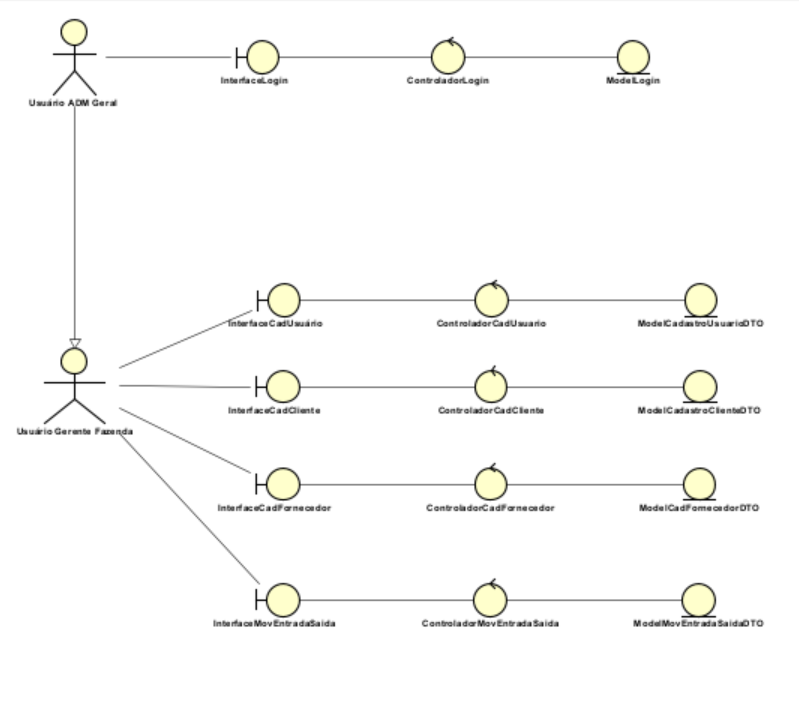 Usuário ADM Geral
InterfaceLogin
ControladorLogin
ModelLogin
InterfaceCadUsuário
ControladorCadUsuario
ModelCadastroUsuarioDTO
InterfaceCadCliente
ControladorCadCliente
ModelCadastroClienteDTO
Usuário Gerente Fazenda
InterfaceCadFornecedor
ControladorCadFornecedor
ModelCadFornecedorDTO
InterfaceMovEntradaSaida
ControladorMovEntradaSaida
ModelMovEntradaSaidaDTO